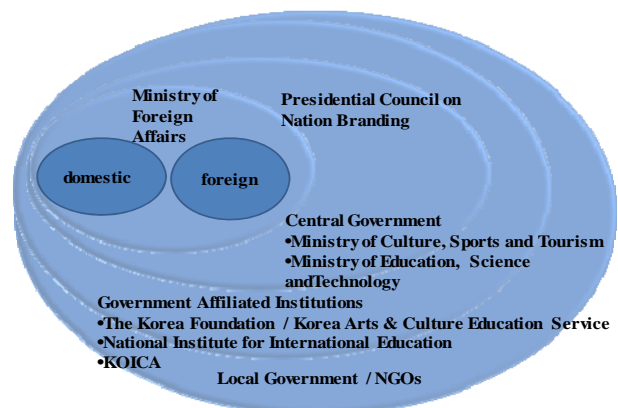 Ministry of
Foreign
Affairs
Presidential Council on
Nation Branding
domestic
foreign
Central Government
•Ministry of Culture, Sports and Tourism
•Ministry of Education, Science
andTechnology
Government Affiliated Institutions
•The Korea Foundation / Korea Arts & Culture Education Service
•National Institute for International Education
•KOICA
Local Government / NGOs